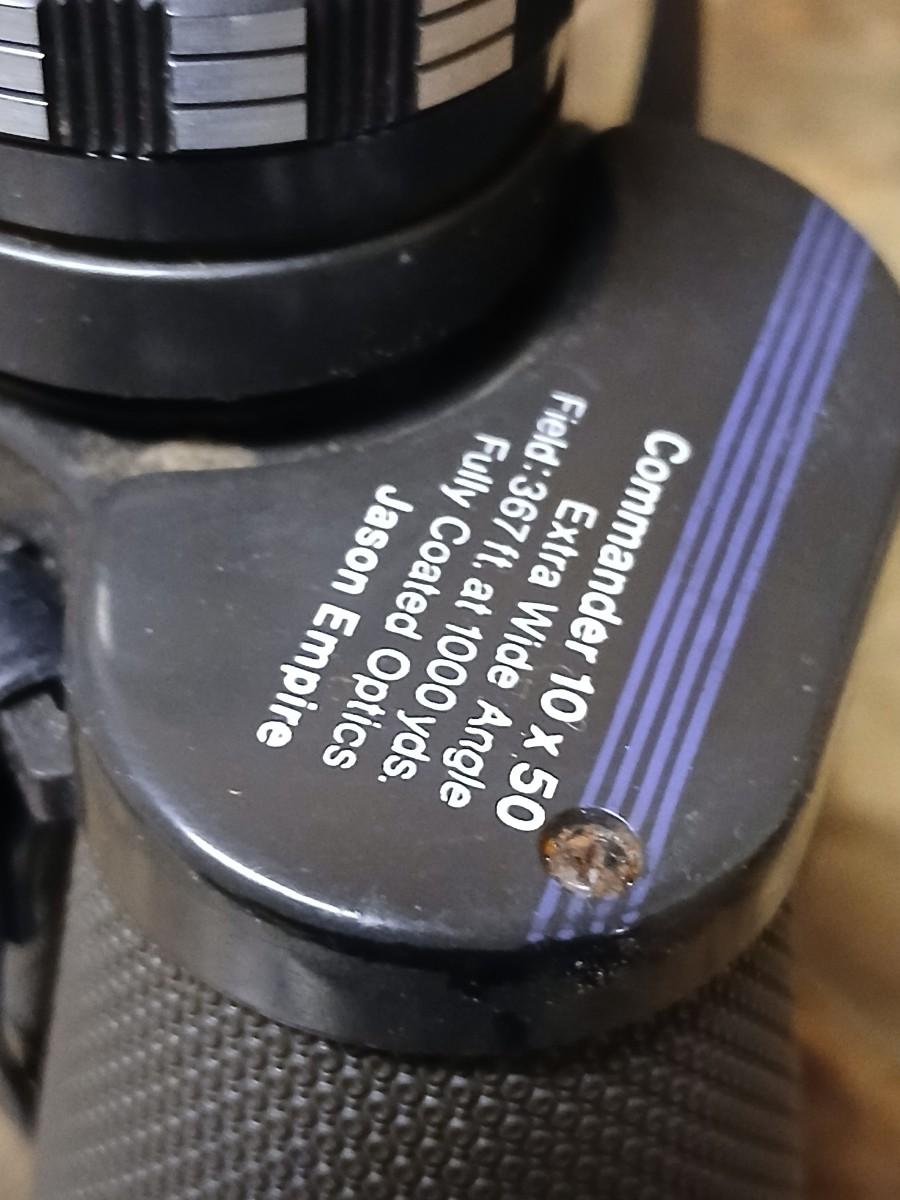 Commander 10 x 50
Extra Wide Angle
Field: 367 ft. at 1000 yds.
Fully Coated Optics
Jason Empire